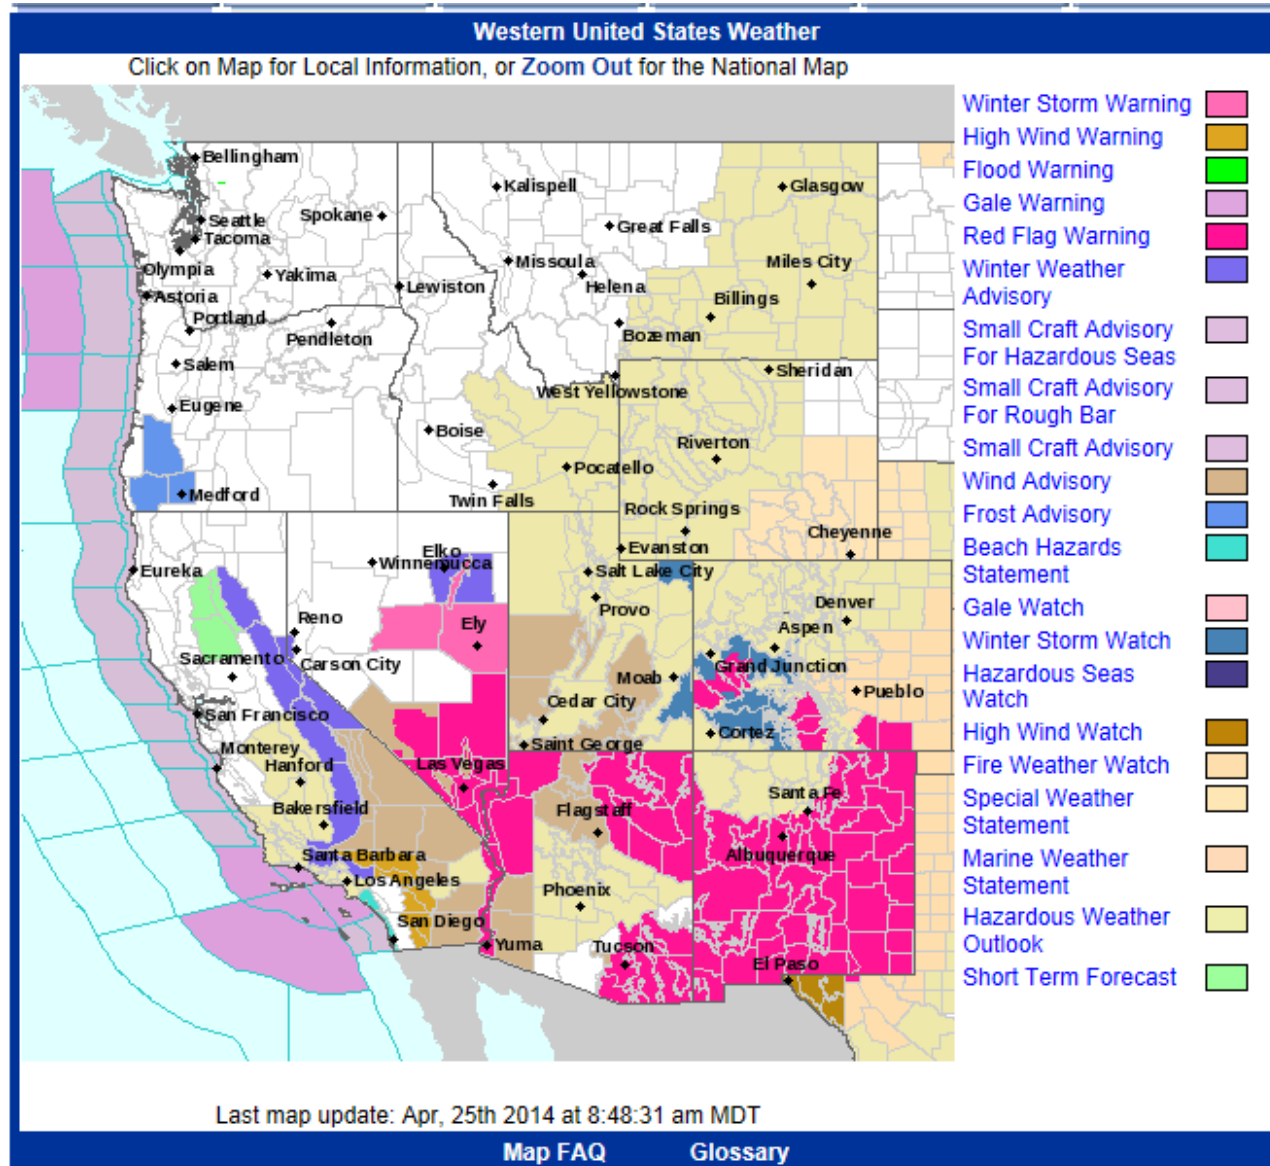 Western United States Weather
Click on Map for Local Information, or Zoom Out for the National Map
Bellingham
Seattle
Tacoma
Olympia
Spokane
Yakima
Astoria
Portland
Pendleton
Lewiston
Salem
Eugene
Medford
Kalispell
Great Falls
Missoula
Helena
Glasgow
Miles City
Billings
Bozeman
West Yellowstone
Sheridan
Boise
Pocatello
Twin Falls
Riverton
Rock Springs
Cheyenne
Evanston
Eureka
Elko
Winnemucca
Salt Lake City
Provo
Reno
Carson City
Ely
Denver
Aspen
Sacramento
Moab
Grand Junction
Pueblo
San Francisco
Cedar City
Cortez
Monterey
Hanford
Saint George
Las Vegas
Bakersfield
Flagstaff
Santa Fe
Albuquerque
Santa Barbara
Los Angeles
Phoenix
San Diego
Yuma
Tucson
El Paso
Winter Storm Warning
High Wind Warning
Flood Warning
Gale Warning
Red Flag Warning
Winter Weather
Advisory
Small Craft Advisory
For Hazardous Seas
Small Craft Advisory
For Rough Bar
Small Craft Advisory
Wind Advisory
Frost Advisory
Beach Hazards
Statement
Gale Watch
Winter Storm Watch
Hazardous Seas
Watch
High Wind Watch
Fire Weather Watch
Special Weather
Statement
Marine Weather
Statement
Hazardous Weather
Outlook
Short Term Forecast
Last map update: Apr, 25th 2014 at 8:48:31 am MDT
Map FAQ Glossary